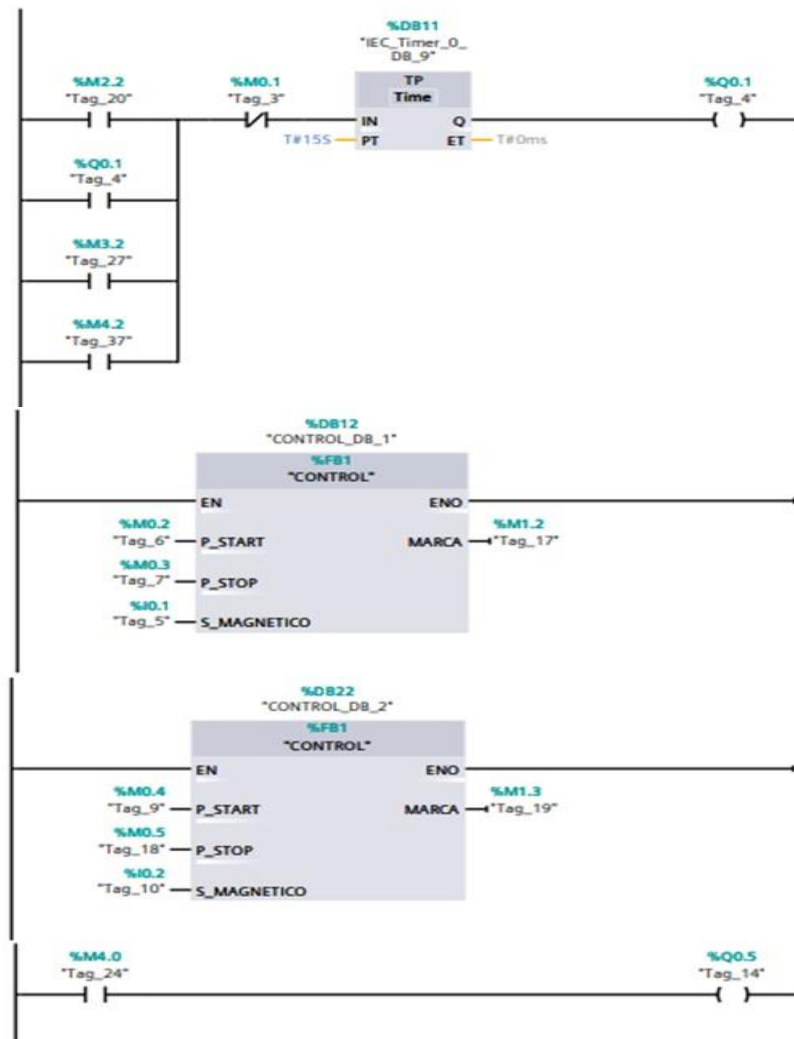 %DB11
"IEC_Timer_0_
DB_9"
%M2.2
"Tag_20"
%M0.1
"Tag_3"
TP
Time
%Q0.1
"Tag_4"
IN
Q
T#15S
PT
ET
T#0ms
%Q0.1
"Tag_4"
%M3.2
"Tag_27"
%M4.2
"Tag_37"
%DB12
"CONTROL_DB_1"
%FB1
"CONTROL"
EN
ENO
%M0.2
"Tag_6"
P_START
MARCA
%M1.2
"Tag_17"
%M0.3
"Tag_7"
P_STOP
%I0.1
"Tag_5"
S_MAGNETICO
%DB22
"CONTROL_DB_2"
%FB1
"CONTROL"
EN
ENO
%M0.4
"Tag_9"
P_START
MARCA
%M1.3
"Tag_19"
%M0.5
"Tag_18"
P_STOP
%I0.2
"Tag_10"
S_MAGNETICO
%M4.0
"Tag_24"
%Q0.5
"Tag_14"